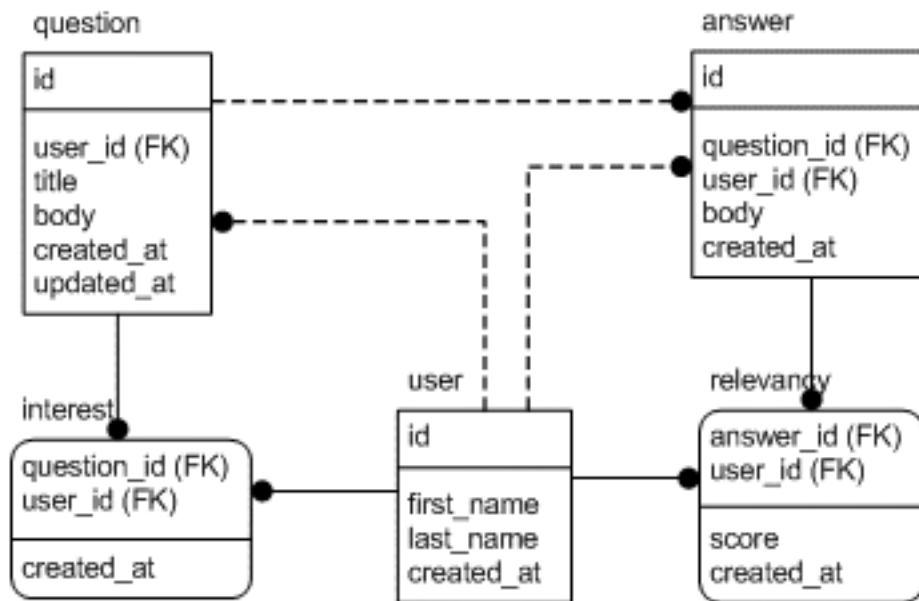 question
id
user_id (FK)
title
body
created_at
updated_at
answer
id
question_id (FK)
user_id (FK)
body
created_at
interest
question_id (FK)
user_id (FK)
created_at
user
id
first_name
last_name
created_at
relevancy
answer_id (FK)
user_id (FK)
score
created_at